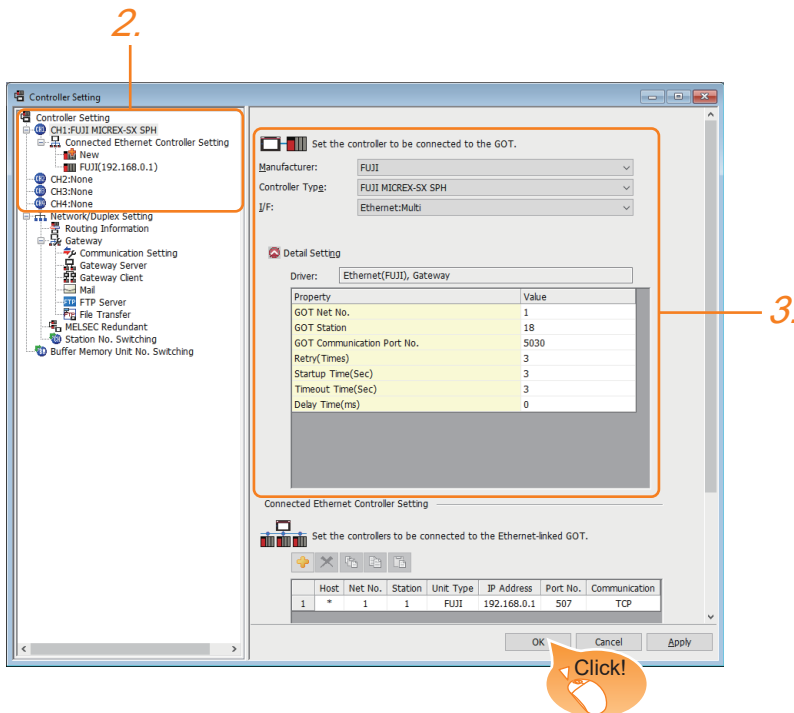 2.
Controller Setting
Controller Setting
CH1:FUJI MICREX-SX SPH
Connected Ethernet Controller Setting
New
FUJI(192.168.0.1)
CH2:None
CH3:None
CH4:None
Network/Duplex Setting
Routing Information
Gateway
Communication Setting
Gateway Server
Gateway Client
Mail
FTP Server
File Transfer
MELSEC Redundant
Station No. Switching
Buffer Memory Unit No. Switching
Set the controller to be connected to the GOT.
Manufacturer: FUJI
Controller Type: FUJI MICREX-SX SPH
I/F: Ethernet:Multi
Detail Setting
Driver: Ethernet(FUJI), Gateway
Property Value
GOT Net No. 1
GOT Station 18
GOT Communication Port No. 5030
Retry(Times) 3
Startup Time(Sec) 3
Timeout Time(Sec) 3
Delay Time(ms) 0
3.
Connected Ethernet Controller Setting
Set the controllers to be connected to the Ethernet-linked GOT.
Host Net No. Station Unit Type IP Address Port No. Communication
1 * 1 1 FUJI 192.168.0.1 507 TCP
OK Cancel Apply
Click!